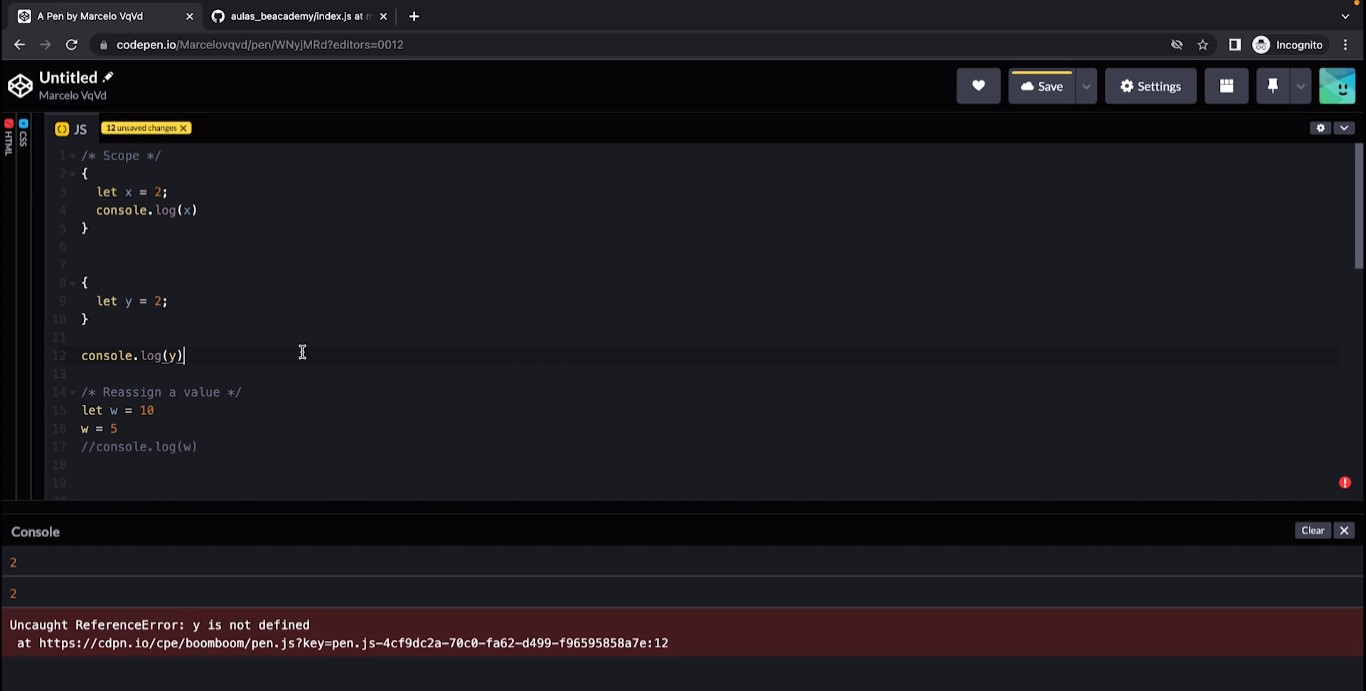 A Pen by Marcelo VqVd
aulas_beacademy/index.js at m
codepen.io/Marcelovqvd/pen/WNyjMRd?editors=0012
Incognito
Untitled
Marcelo VqVd
Save
Settings
HTML
CSS
JS
12 unsaved changes X
1 /* Scope */
2 {
3 let x = 2;
4 console.log(x)
5 }
6
7
8 {
9 let y = 2;
10 }
11
12 console.log(y)
13
14 /* Reassign a value */
15 let w = 10
16 w = 5
17 //console.log(w)
18
19
Console
Clear
2
2
Uncaught ReferenceError: y is not defined
at https://cdpn.io/cpe/boomboom/pen.js?key=pen.js-4cf9dc2a-70c0-fa62-d499-f96595858a7e:12